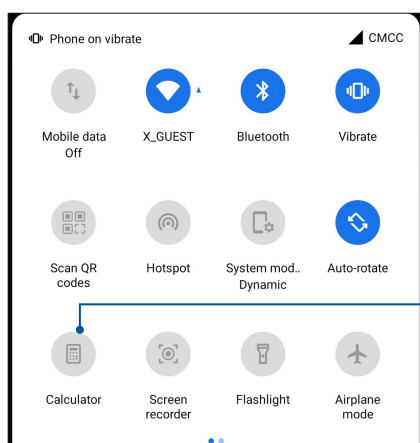 Phone on vibrate CMCC
Mobile data X_GUEST Bluetooth Vibrate
Off
Scan QR Hotspot System mod.. Auto-rotate
codes Dynamic
Calculator Screen Flashlight Airplane
recorder mode